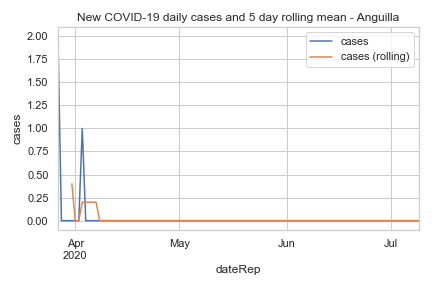 New COVID-19 daily cases and 5 day rolling mean - Anguilla
cases
cases (rolling)
2.00
1.75
1.50
1.25
1.00
0.75
0.50
0.25
0.00
cases
Apr
2020
May
Jun
Jul
dateRep